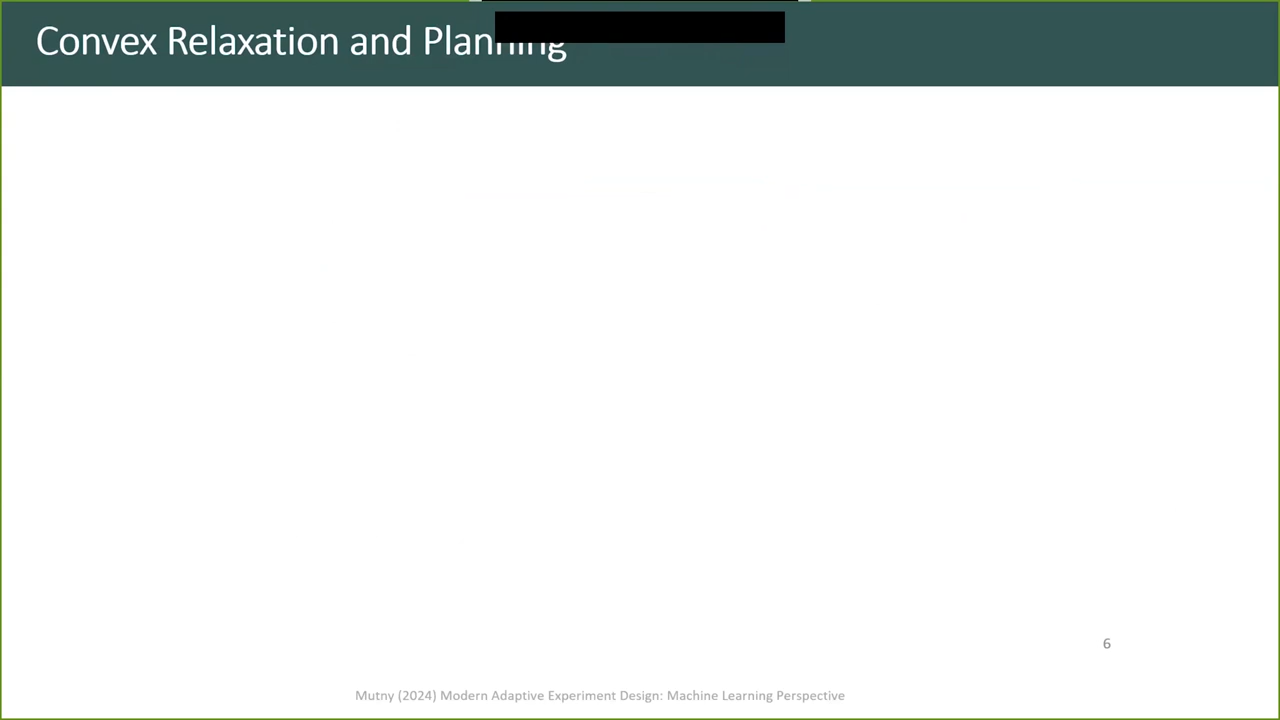 Convex Relaxation and Planning
6
Mutny (2024) Modern Adaptive Experiment Design: Machine Learning Perspective